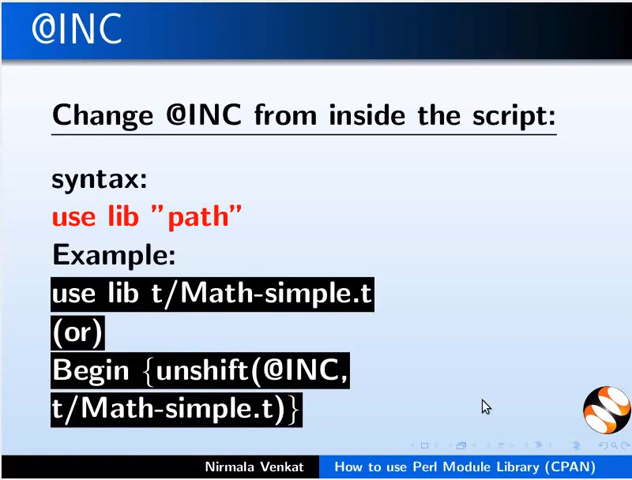 @INC
Change @INC from inside the script:
syntax:
use lib ”path”
Example:
use lib t/Math-simple.t
(or)
Begin {unshift(@INC,
t/Math-simple.t)}
Nirmala Venkat How to use Perl Module Library (CPAN)